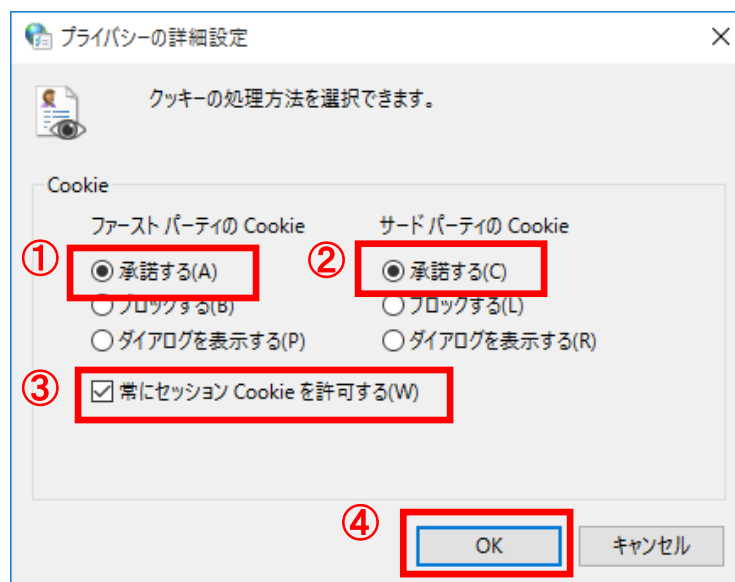 プライバシーの詳細設定
クッキーの処理方法を選択できます。
Cookie
ファースト パーティの Cookie
サード パーティの Cookie
① 承諾する(A)
② 承諾する(C)
ブロックする(B)
ブロックする(L)
ダイアログを表示する(P)
ダイアログを表示する(R)
③ 常にセッション Cookie を許可する(W)
④ OK
キャンセル